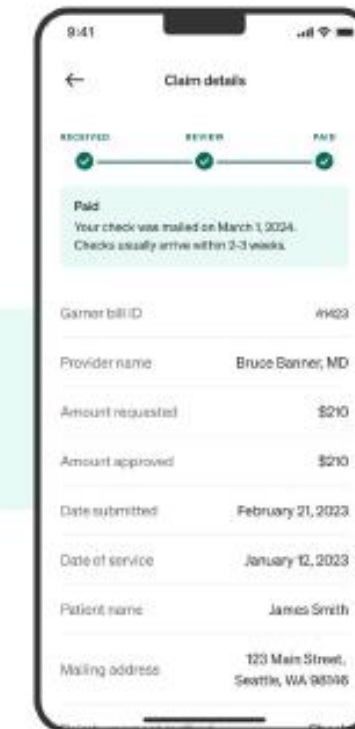 9:41
Claim details
RECEIVED REVIEW PAID
Paid
Your check was mailed on March 1, 2024.
Checks usually arrive within 2-3 weeks.
Garner bill ID 41423
Provider name Bruce Banner, MD
Amount requested $210
Amount approved $210
Date submitted February 21, 2023
Date of service January 12, 2023
Patient name James Smith
Mailing address 123 Main Street,
Seattle, WA 98146
Check